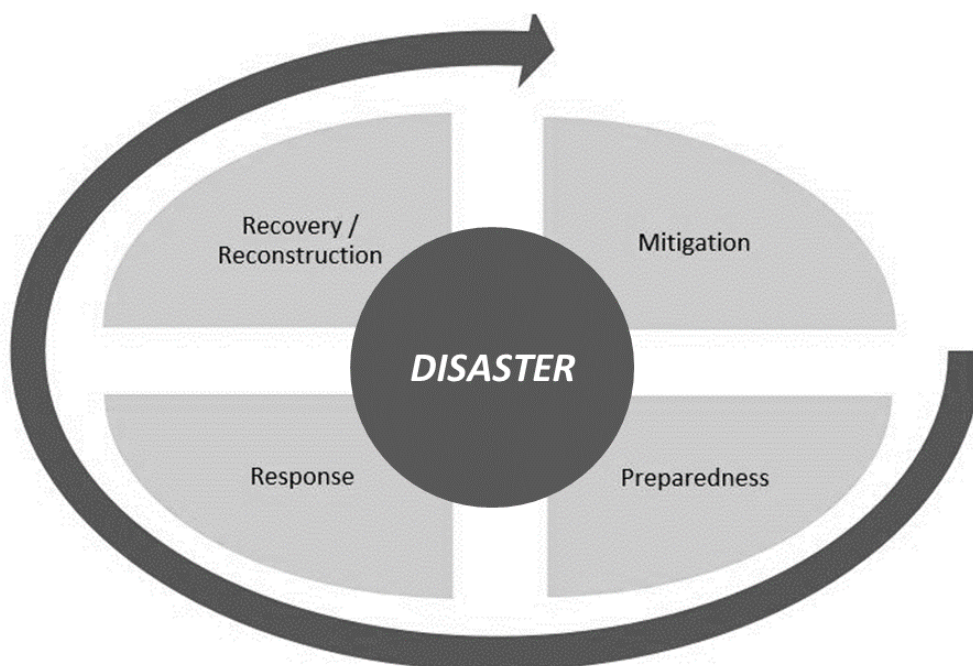 Recovery /
Reconstruction
Mitigation
DISASTER
Response
Preparedness